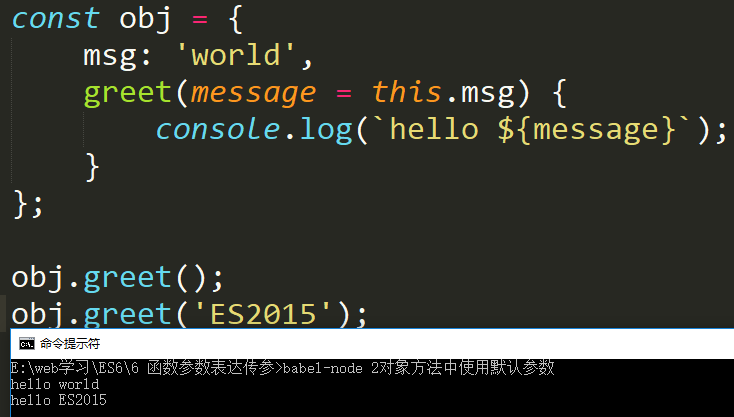 const obj = {
    msg: 'world',
    greet(message = this.msg) {
        console.log(`hello ${message}`);
    }
};

obj.greet();
obj.greet('ES2015');
命令提示符
E:\web学习\ES6\6 函数参数表达传参>babel-node 2对象方法中使用默认参数
hello world
hello ES2015